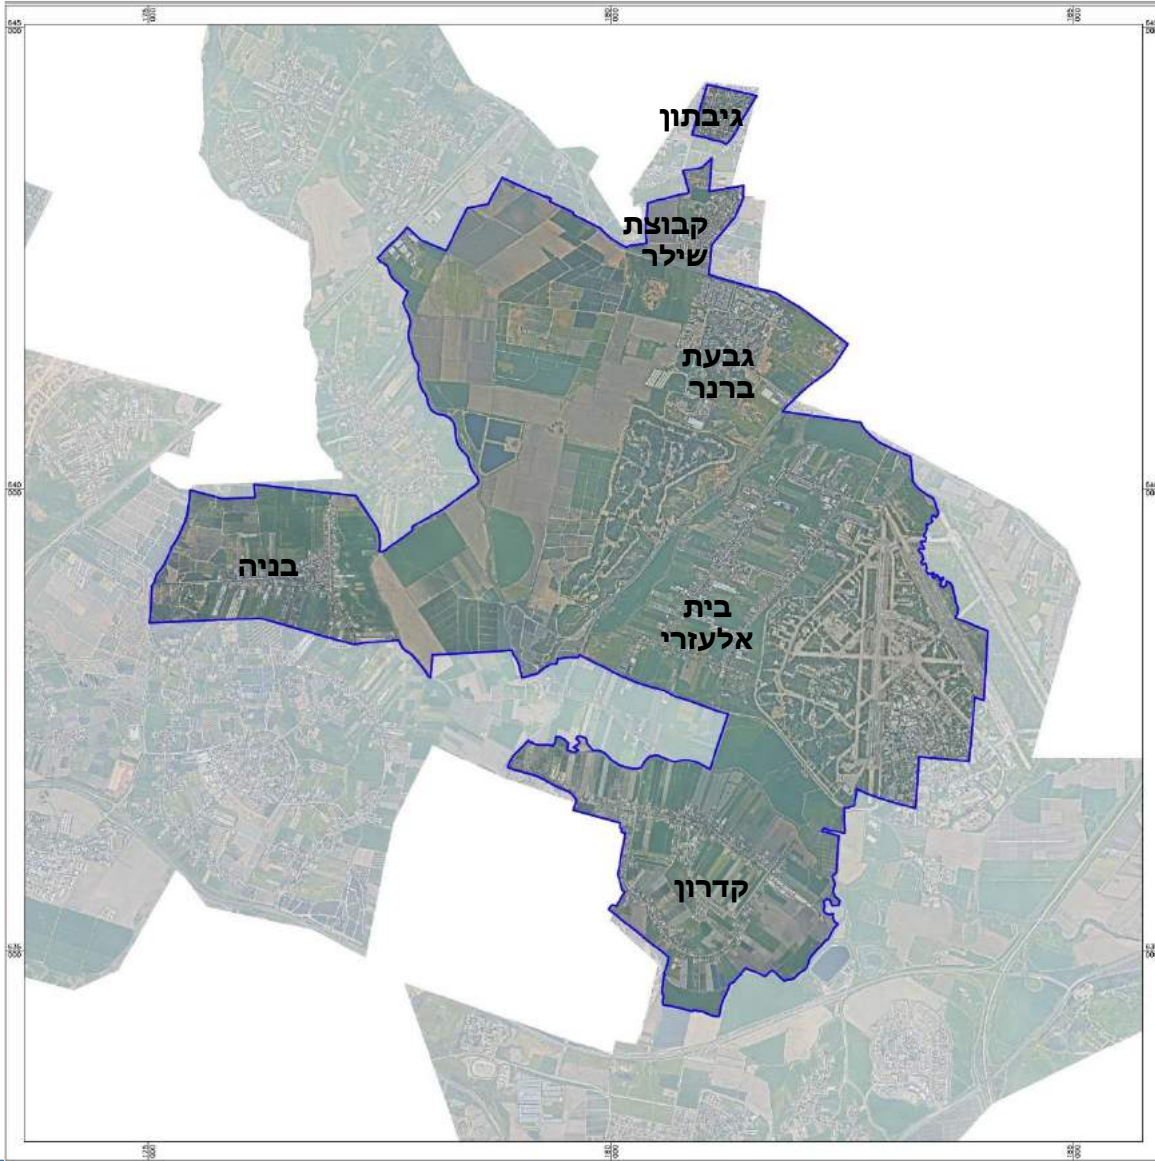 גיבתון
קבוצת
שילר
גבעת
ברנר
בניה
בית
אלעזרי
קדרון